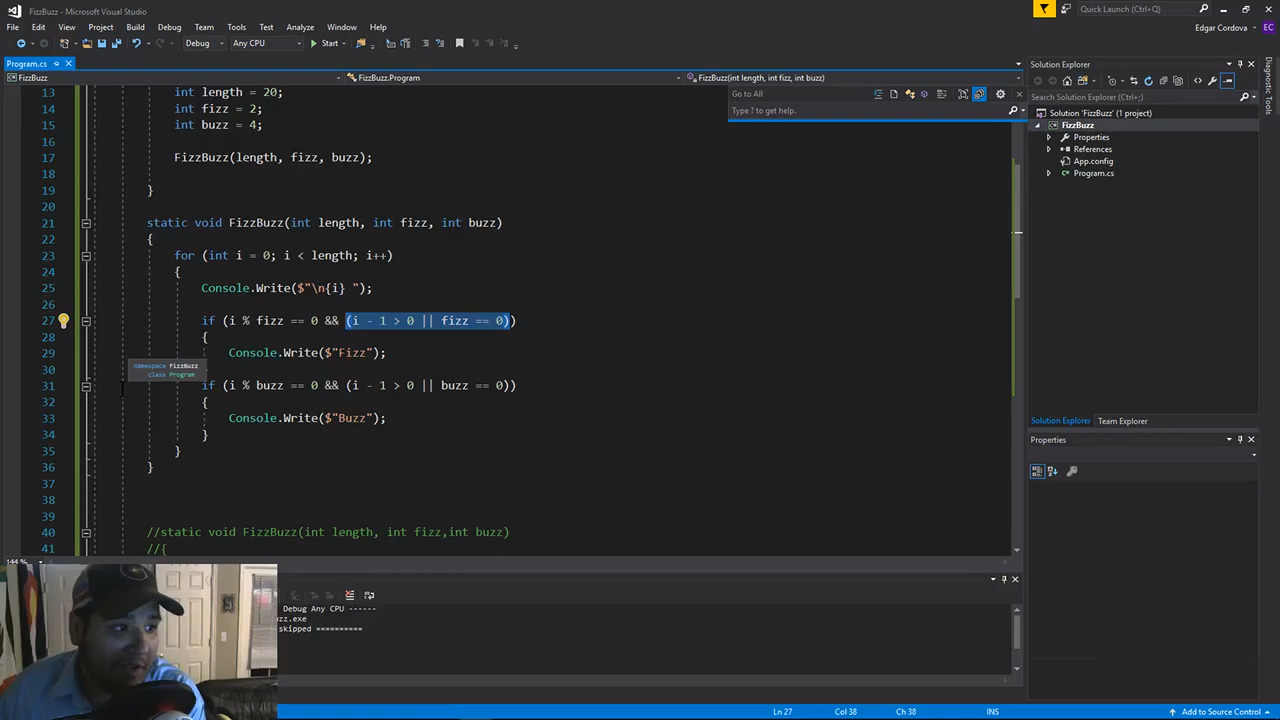 FizzBuzz - Microsoft Visual Studio
Quick Launch (Ctrl+Q)
File Edit View Project Build Debug Team Tools Test Analyze Window Help
Edgar Cordova EC
Debug Any CPU Start
Program.cs
FizzBuzz FizzBuzz.Program FizzBuzz(int length, int fizz, int buzz)
Go to All
Type ? to get help.
13 int length = 20;
14 int fizz = 2;
15 int buzz = 4;
16
17 FizzBuzz(length, fizz, buzz);
18
19 }
20
21 static void FizzBuzz(int length, int fizz, int buzz)
22 {
23 for (int i = 0; i < length; i++)
24 {
25 Console.Write($"\n{i} ");
26
27 if (i % fizz == 0 && (i - 1 > 0 || fizz == 0))
28 {
29 Console.Write($"Fizz");
30
namespace FizzBuzz
class Program
31 if (i % buzz == 0 && (i - 1 > 0 || buzz == 0))
32 {
33 Console.Write($"Buzz");
34 }
35 }
36 }
37
38
39
40 //static void FizzBuzz(int length, int fizz,int buzz)
41 //{
144 %
Debug Any CPU ------
zz.exe
skipped ==========
Solution Explorer
Search Solution Explorer (Ctrl+;)
Solution 'FizzBuzz' (1 project)
FizzBuzz
Properties
References
App.config
Program.cs
Solution Explorer Team Explorer
Properties
Diagnostic Tools
Ln 27 Col 38 Ch 38 INS Add to Source Control